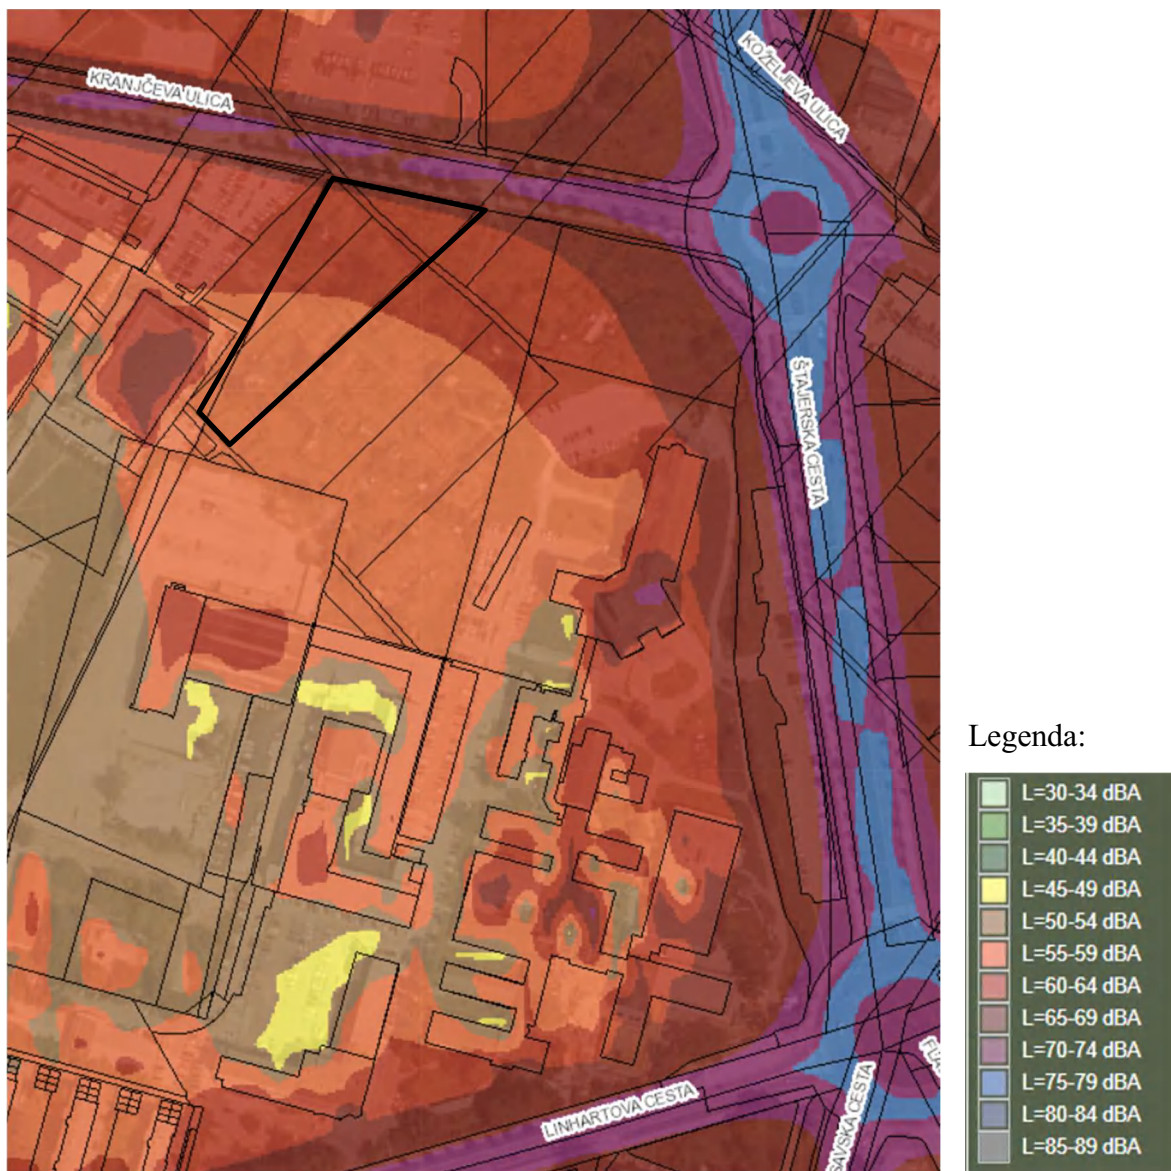 KRANJČEVA ULICA
KOŽELJEVA ULICA
ŠTAJERSKA CESTA
LINHARTOVA CESTA
SAVSKA CESTA
Legenda:
L=30-34 dBA
L=35-39 dBA
L=40-44 dBA
L=45-49 dBA
L=50-54 dBA
L=55-59 dBA
L=60-64 dBA
L=65-69 dBA
L=70-74 dBA
L=75-79 dBA
L=80-84 dBA
L=85-89 dBA